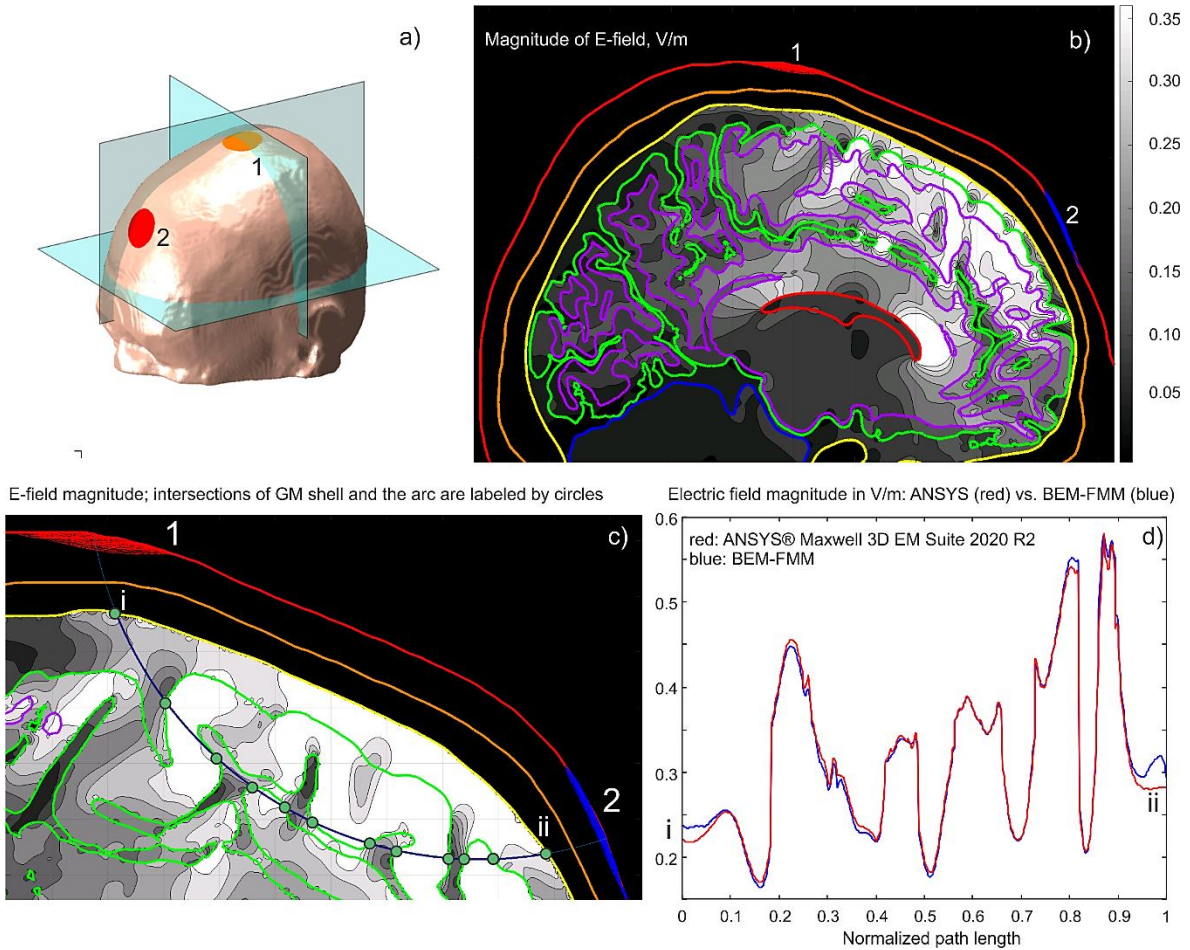 a)
1
2
Magnitude of E-field, V/m
b)
1
2
0.35
0.30
0.25
0.20
0.15
0.10
0.05
E-field magnitude; intersections of GM shell and the arc are labeled by circles
c)
1
i
2
ii
Electric field magnitude in V/m: ANSYS (red) vs. BEM-FMM (blue)
d)
red: ANSYS® Maxwell 3D EM Suite 2020 R2
blue: BEM-FMM
0.6
0.5
0.4
0.3
0.2
i
ii
0 0.1 0.2 0.3 0.4 0.5 0.6 0.7 0.8 0.9 1
Normalized path length